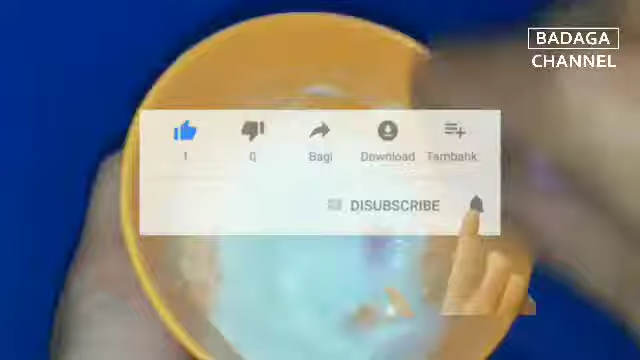 BADAGA
CHANNEL
1 0 Bagi Download Tambahk
DISUBSCRIBE